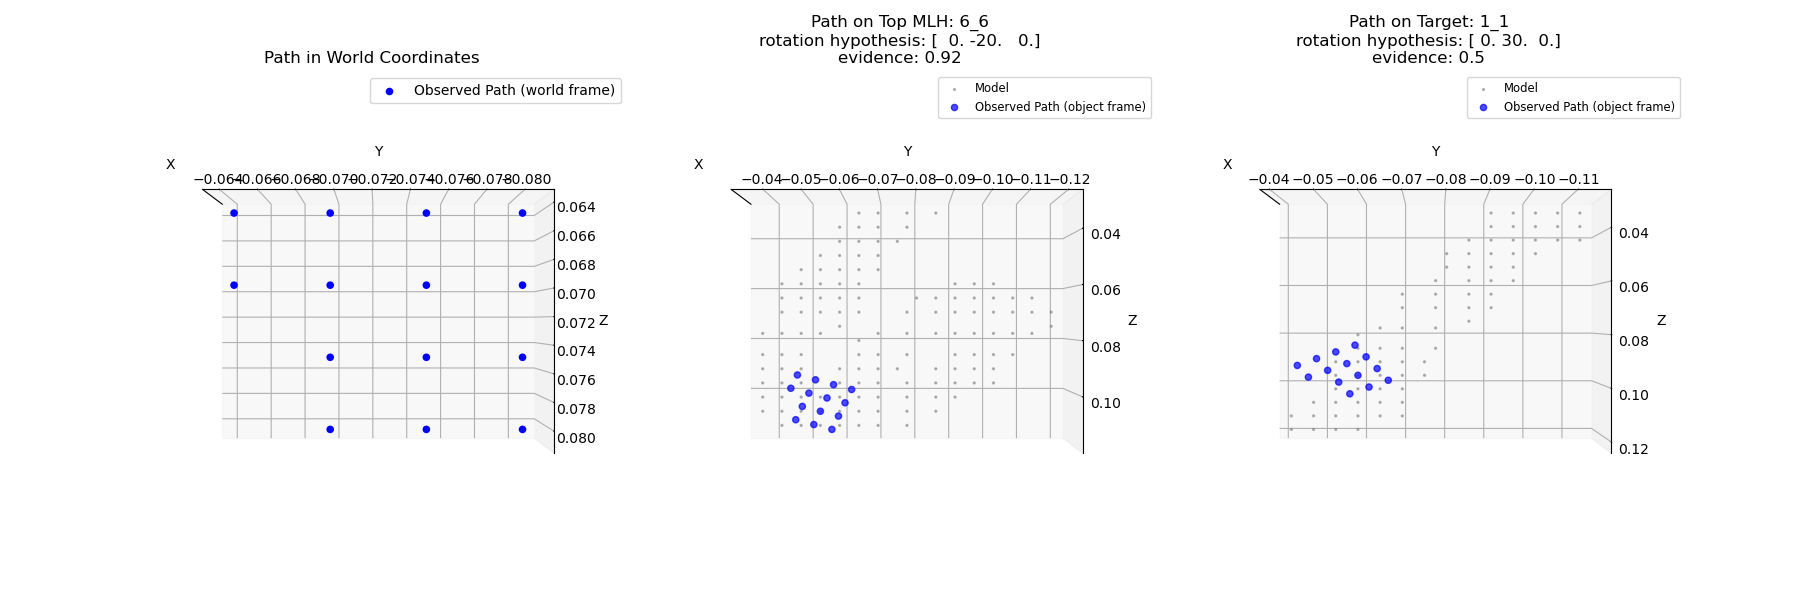 Path in World Coordinates
Observed Path (world frame)
X
Y
−0.064 −0.066 −0.068 −0.070 −0.072 −0.074 −0.076 −0.078 −0.080
0.064
0.066
0.068
0.070
0.072
Z
0.074
0.076
0.078
0.080
Path on Top MLH: 6_6
rotation hypothesis: [  0. -20.   0.]
evidence: 0.92
Model
Observed Path (object frame)
X
Y
−0.04 −0.05 −0.06 −0.07 −0.08 −0.09 −0.10 −0.11 −0.12
0.04
0.06
Z
0.08
0.10
Path on Target: 1_1
rotation hypothesis: [ 0. 30.  0.]
evidence: 0.5
Model
Observed Path (object frame)
X
Y
−0.04 −0.05 −0.06 −0.07 −0.08 −0.09 −0.10 −0.11
0.04
0.06
Z
0.08
0.10
0.12